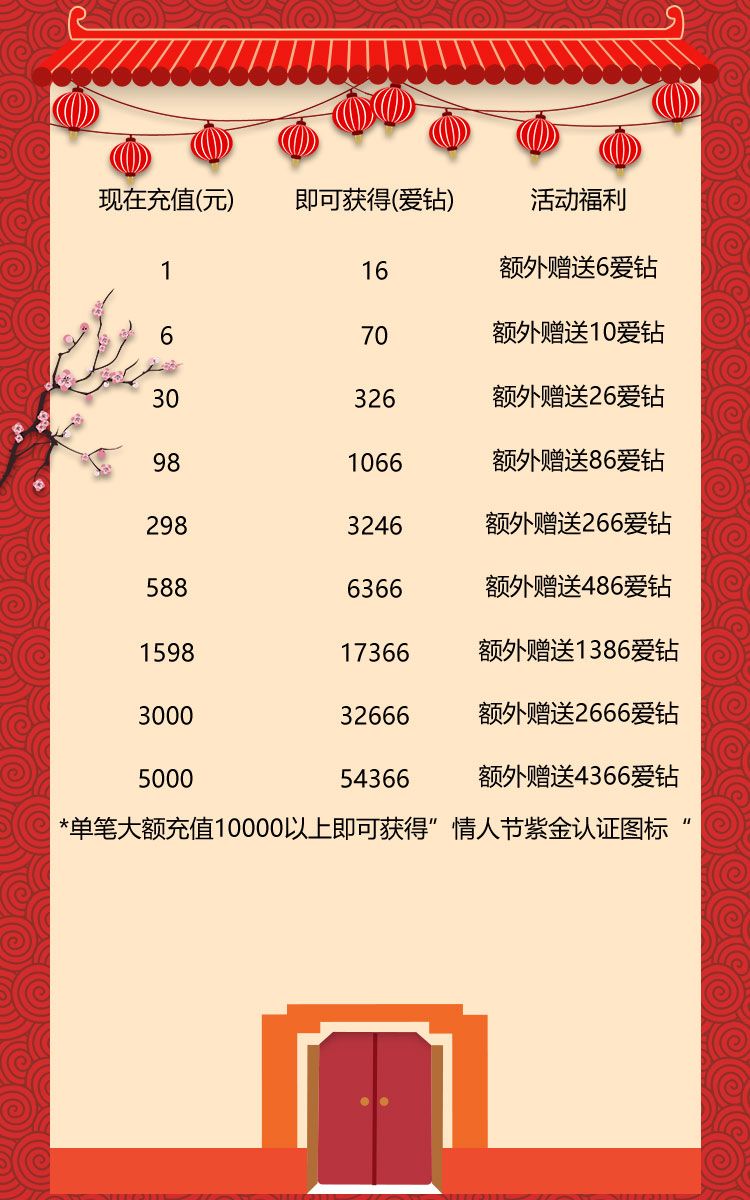 现在充值(元) 即可获得(爱钻) 活动福利
1 16 额外赠送6爱钻
6 70 额外赠送10爱钻
30 326 额外赠送26爱钻
98 1066 额外赠送86爱钻
298 3246 额外赠送266爱钻
588 6366 额外赠送486爱钻
1598 17366 额外赠送1386爱钻
3000 32666 额外赠送2666爱钻
5000 54366 额外赠送4366爱钻
*单笔大额充值10000以上即可获得”情人节紫金认证图标“